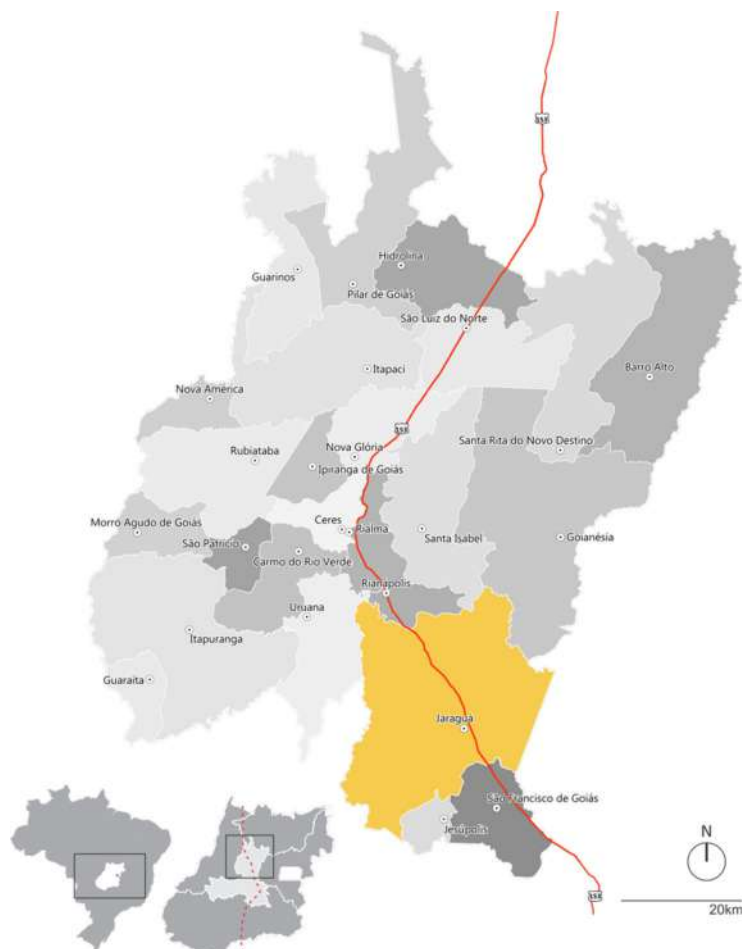 153
Hidrolina
Guarinos
Pilar de Goiás
São Luiz do Norte
Itapaci
Barro Alto
Nova América
153
Santa Rita do Novo Destino
Rubiataba
Nova Glória
Ipiranga de Goiás
Morro Agudo de Goiás
Ceres
Rialma
Santa Isabel
Goianésia
São Patrício
Carmo do Rio Verde
Rianapolis
Uruana
Itapuranga
Guaraíta
Jaraguá
São Francisco de Goiás
Jesúpolis
N
153
20km